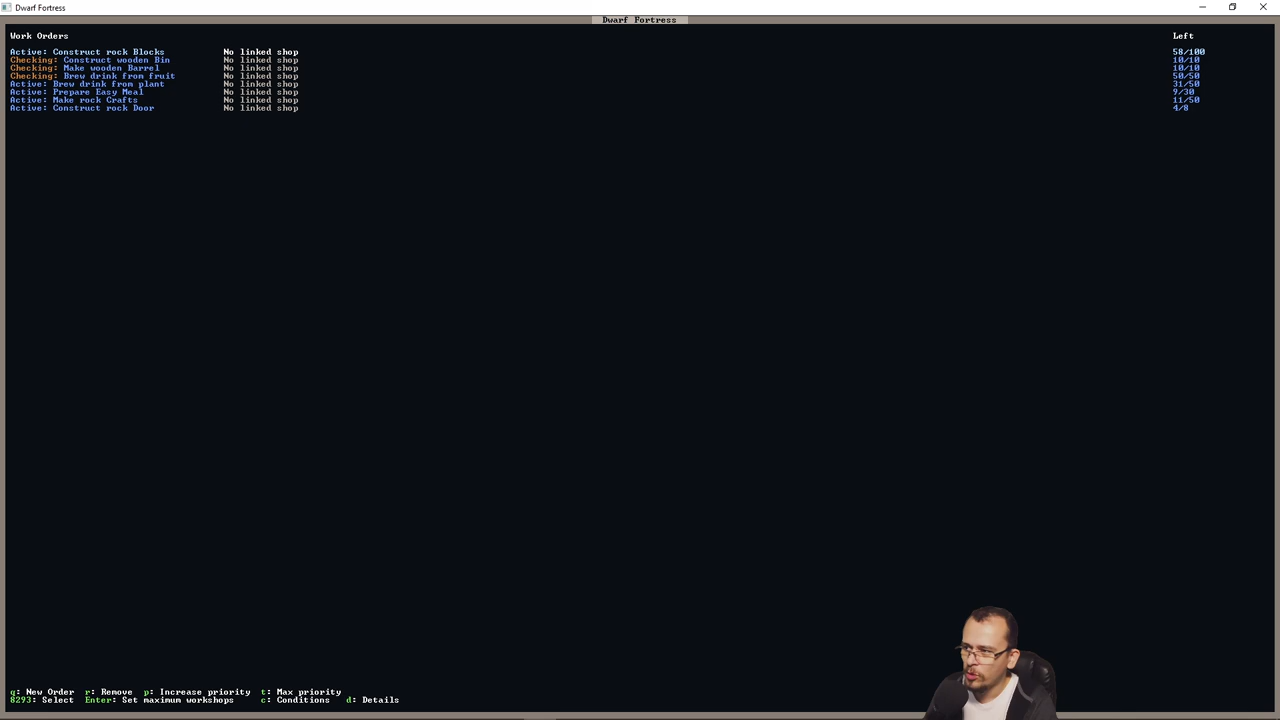 Dwarf Fortress
Dwarf Fortress
Work Orders Left
Active: Construct rock Blocks No linked shop 58/100
Checking: Construct wooden Bin No linked shop 10/10
Checking: Make wooden Barrel No linked shop 10/10
Checking: Brew drink from fruit No linked shop 50/50
Active: Brew drink from plant No linked shop 31/50
Active: Prepare Easy Meal No linked shop 9/30
Active: Make rock Crafts No linked shop 11/50
Active: Construct rock Door No linked shop 4/8
q: New Order r: Remove p: Increase priority t: Max priority
8293: Select Enter: Set maximum workshops c: Conditions d: Details